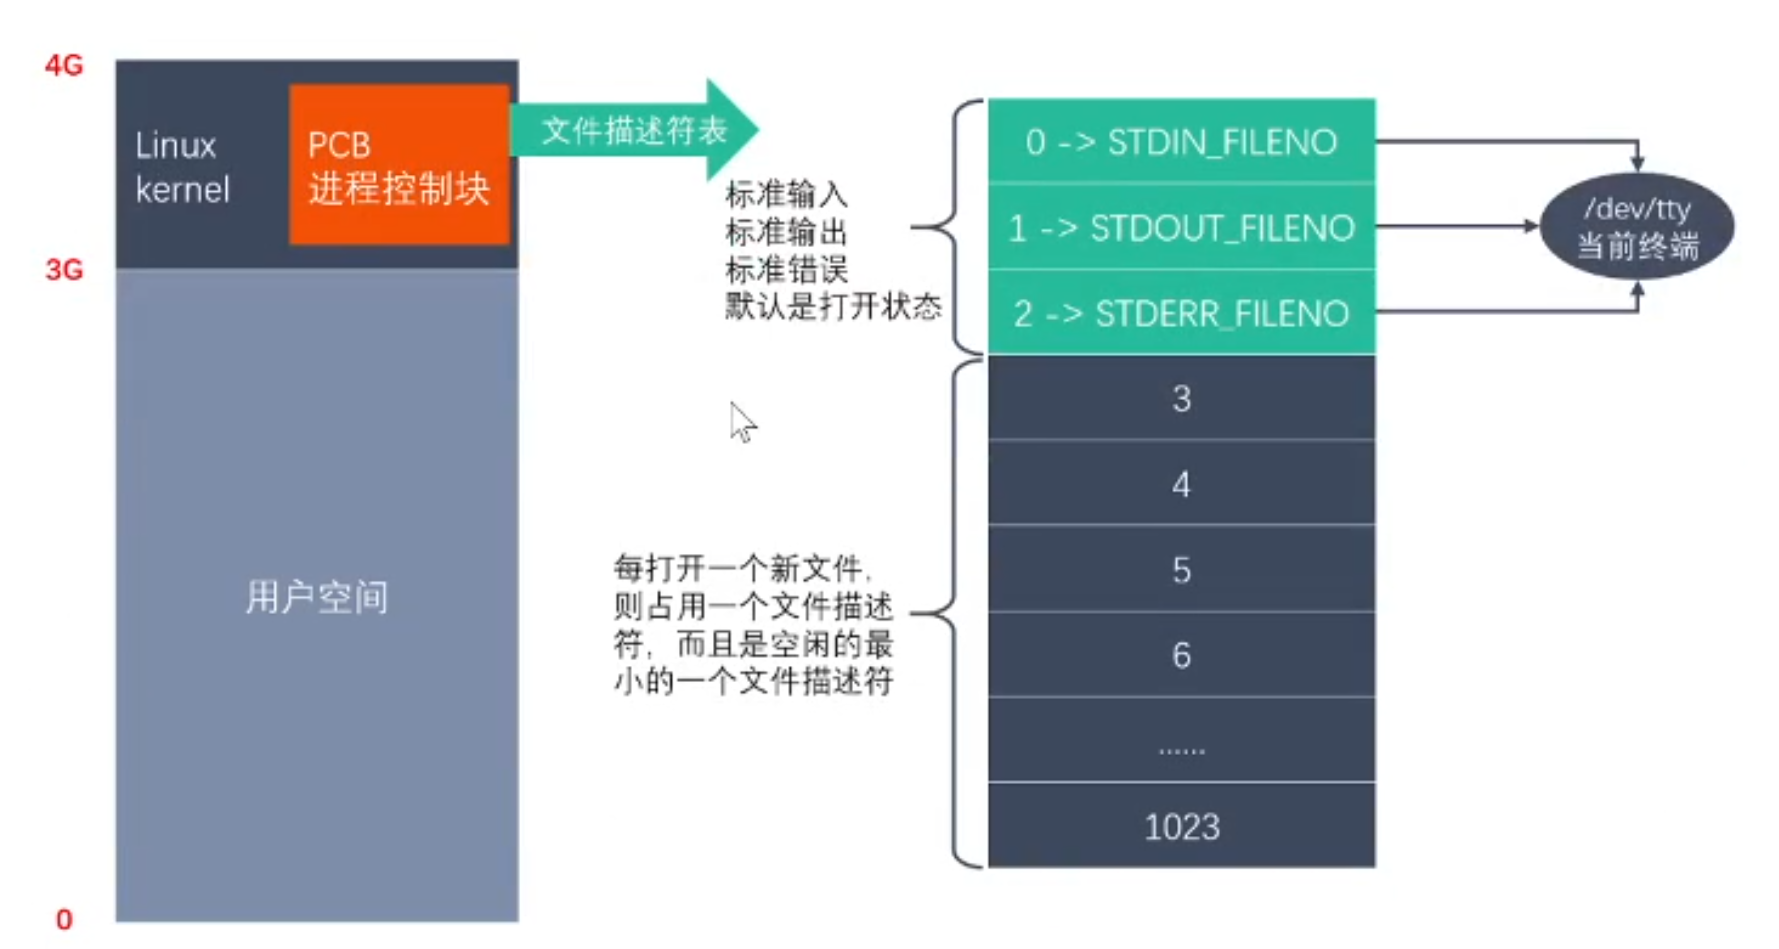 4G
Linux
kernel
PCB
进程控制块
3G
用户空间
0
文件描述符表
标准输入
标准输出
标准错误
默认是打开状态
0 -> STDIN_FILENO
1 -> STDOUT_FILENO
2 -> STDERR_FILENO
/dev/tty
当前终端
每打开一个新文件,
则占用一个文件描述
符，而且是空闲的最
小的一个文件描述符
3
4
5
6
......
1023